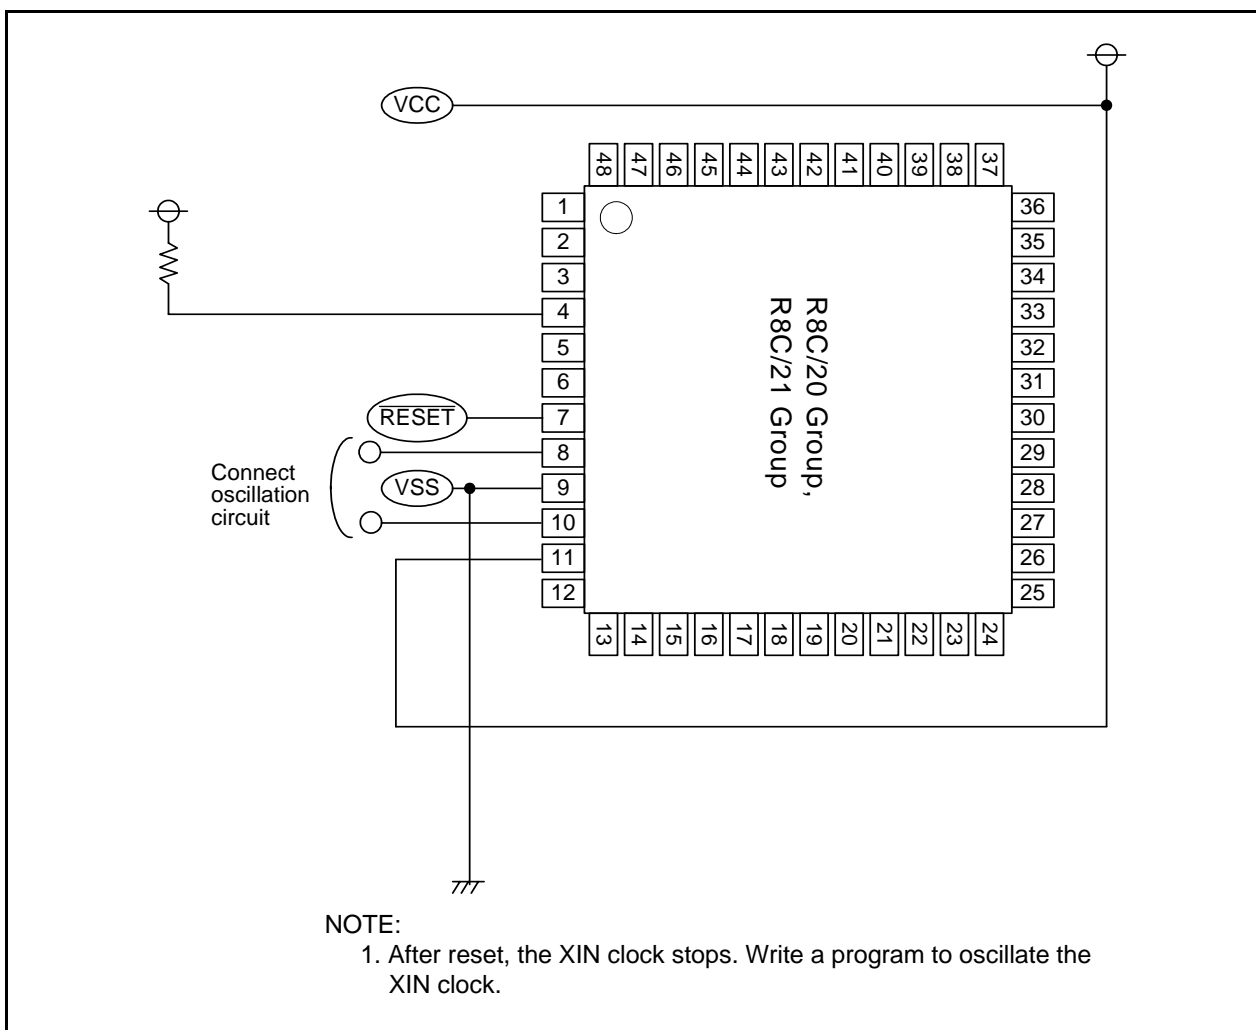 VCC
48 47 46 45 44 43 42 41 40 39 38 37
1
2
3
4
5
6
7
8
9
10
11
12
36
35
34
33
32
31
30
29
28
27
26
25
R8C/20 Group,
R8C/21 Group
RESET
VSS
Connect
oscillation
circuit
13 14 15 16 17 18 19 20 21 22 23 24
NOTE:
1. After reset, the XIN clock stops. Write a program to oscillate the
XIN clock.